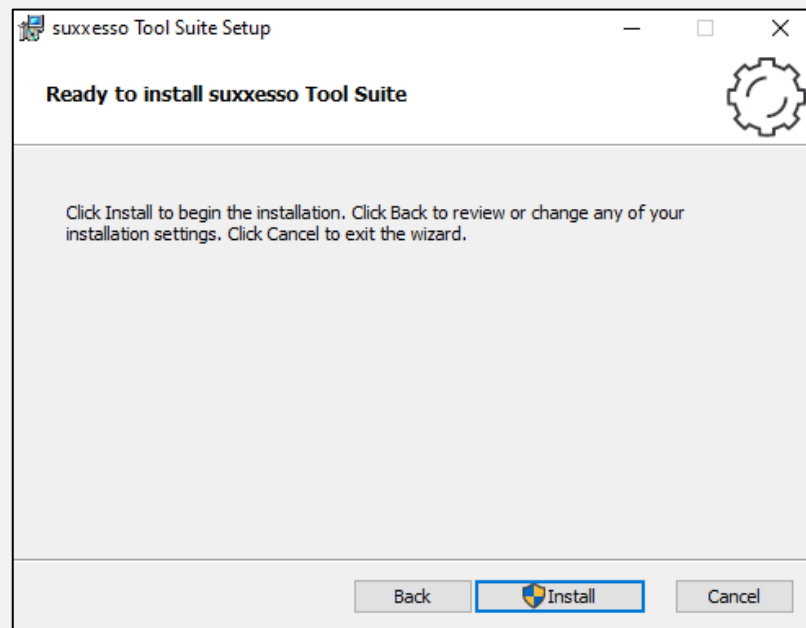 suxxesso Tool Suite Setup
Ready to install suxxesso Tool Suite
Click Install to begin the installation. Click Back to review or change any of your
installation settings. Click Cancel to exit the wizard.
Back
Install
Cancel